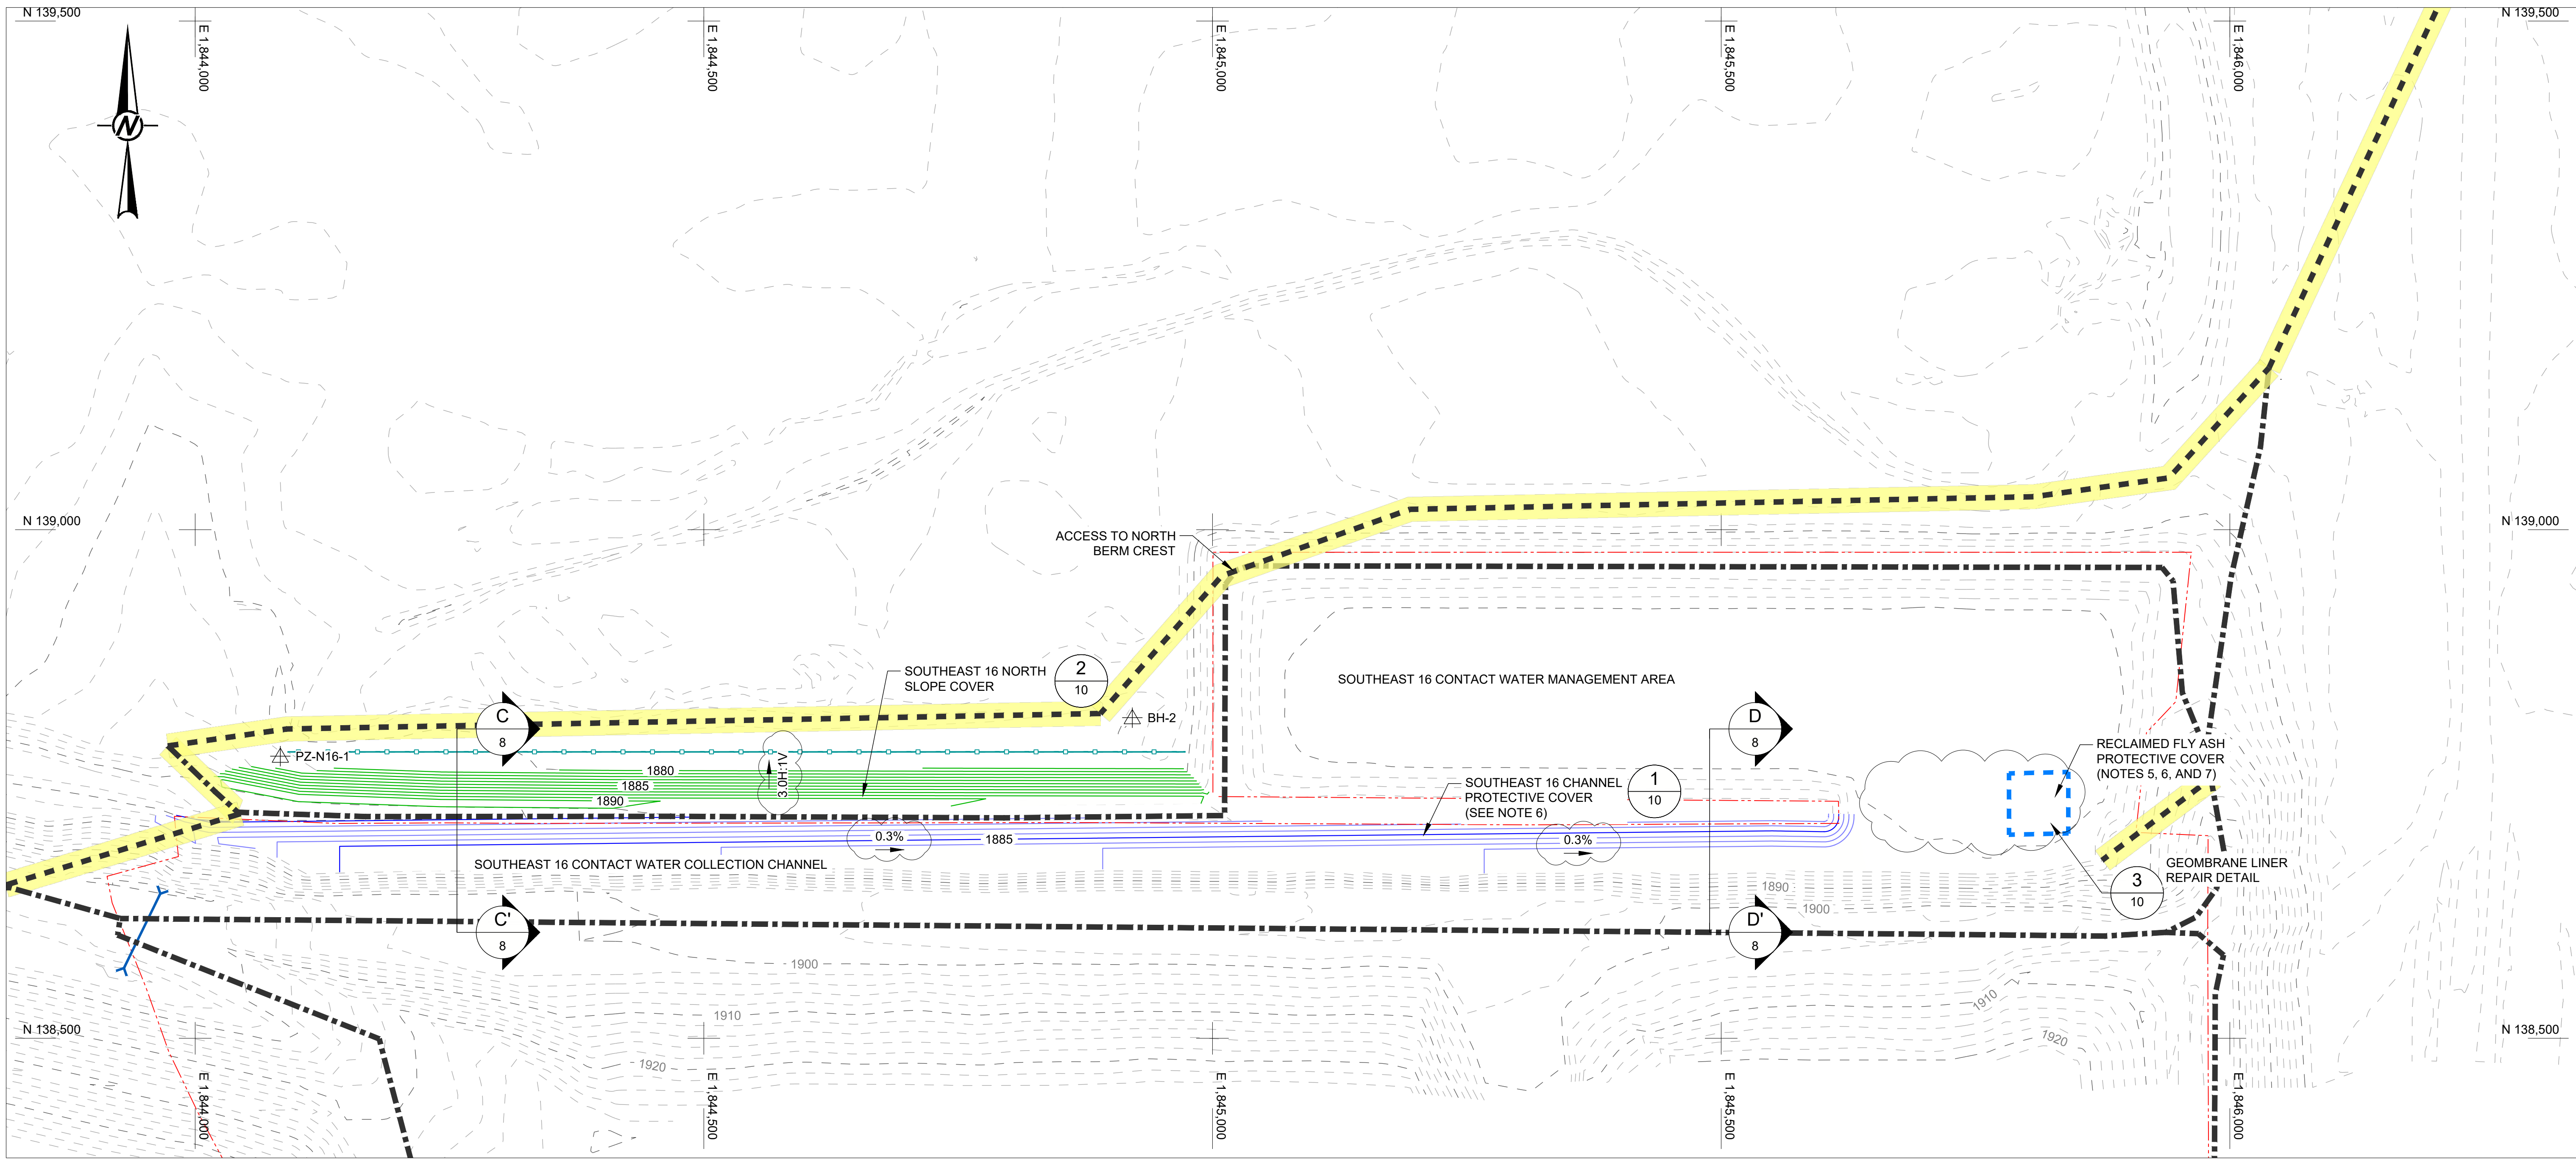 N 139,500
N 139,500
E 1,844,000
E 1,844,500
E 1,845,000
E 1,845,500
E 1,846,000
N
N 139,000
N 139,000
ACCESS TO NORTH
BERM CREST
SOUTHEAST 16 NORTH
SLOPE COVER
2
10
SOUTHEAST 16 CONTACT WATER MANAGEMENT AREA
C
8
BH-2
D
8
PZ-N16-1
3.0H:1V
1880
1885
1890
RECLAIMED FLY ASH
PROTECTIVE COVER
(NOTES 5, 6, AND 7)
SOUTHEAST 16 CHANNEL
PROTECTIVE COVER
(SEE NOTE 6)
1
10
0.3%
1885
0.3%
SOUTHEAST 16 CONTACT WATER COLLECTION CHANNEL
GEOMBRANE LINER
REPAIR DETAIL
3
10
1890
1900
C'
8
D'
8
1900
1910
1910
1920
1920
N 138,500
N 138,500
E 1,844,000
E 1,844,500
E 1,845,000
E 1,845,500
E 1,846,000